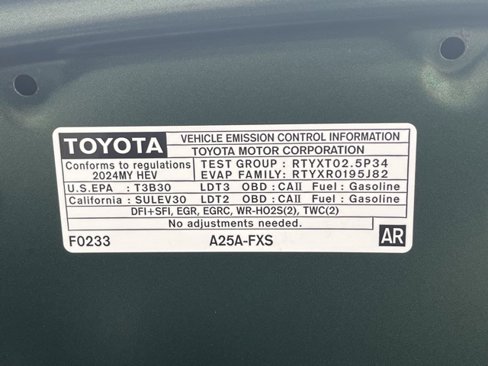 TOYOTA
VEHICLE EMISSION CONTROL INFORMATION
TOYOTA MOTOR CORPORATION
Conforms to regulations
2024MY HEV
TEST GROUP : RTYXT02.5P34
EVAP FAMILY: RTYXR0195J82
U.S.EPA : T3B30 LDT3 OBD : CAⅡ Fuel : Gasoline
California : SULEV30 LDT2 OBD : CAⅡ Fuel : Gasoline
DFI+SFI, EGR, EGRC, WR-HO2S(2), TWC(2)
No adjustments needed.
F0233 A25A-FXS AR